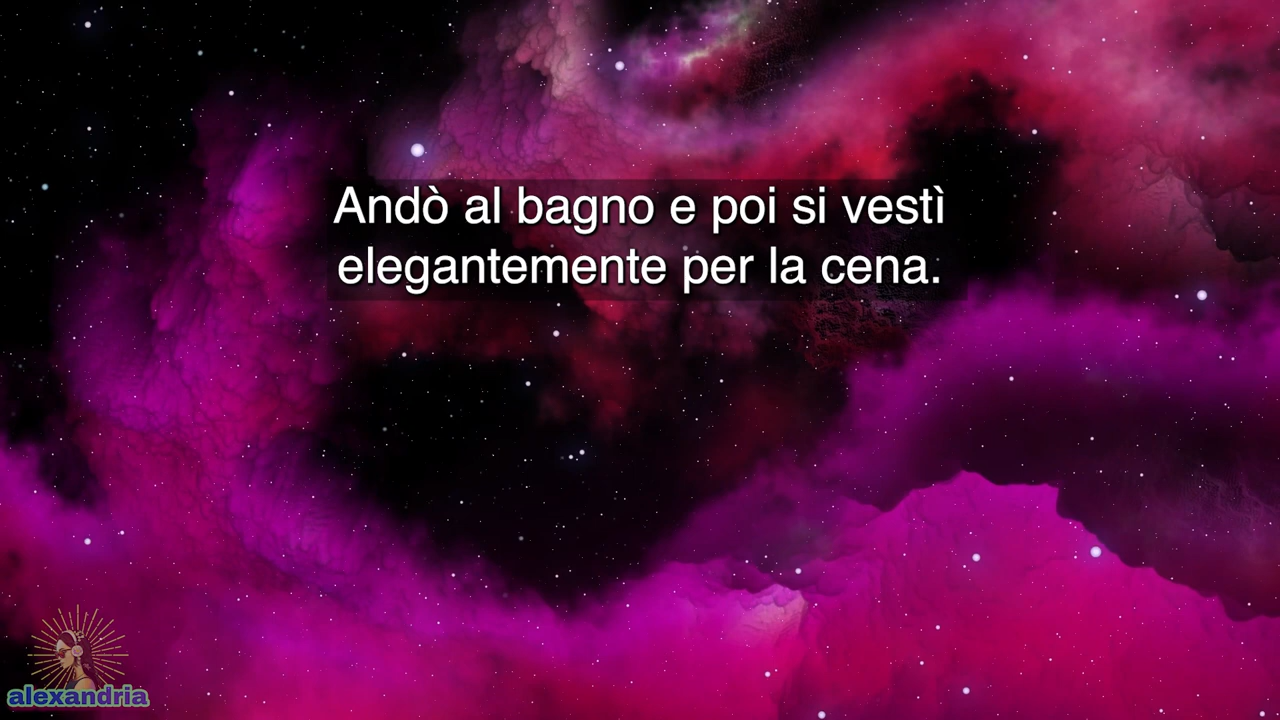 Andò al bagno e poi si vestì
elegantemente per la cena.
alexandria